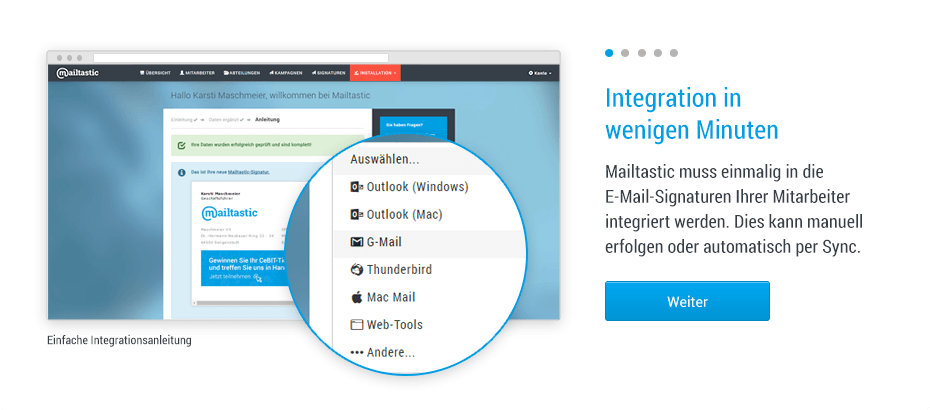 mailtastic
ÜBERSICHT
MITARBEITER
ABTEILUNGEN
KAMPAGNEN
SIGNATUREN
INSTALLATION
Konto
Hallo Karsti Maschmeier, willkommen bei Mailtastic
Einleitung
Daten ergänzt
Anleitung
Sie haben Fragen?
Ihre Daten wurden erfolgreich geprüft und sind komplett!
Das ist Ihre neue Mailtastic-Signatur.
Karsti Maschmeier
Geschäftsführer
mailtastic
Gewinnen Sie Ihr CeBIT-Ti
und treffen Sie uns in Han
Jetzt teilnehmen
Auswählen...
Outlook (Windows)
Outlook (Mac)
G-Mail
Thunderbird
Mac Mail
Web-Tools
Andere...
Einfache Integrationsanleitung
Integration in
wenigen Minuten
Mailtastic muss einmalig in die
E-Mail-Signaturen Ihrer Mitarbeiter
integriert werden. Dies kann manuell
erfolgen oder automatisch per Sync.
Weiter